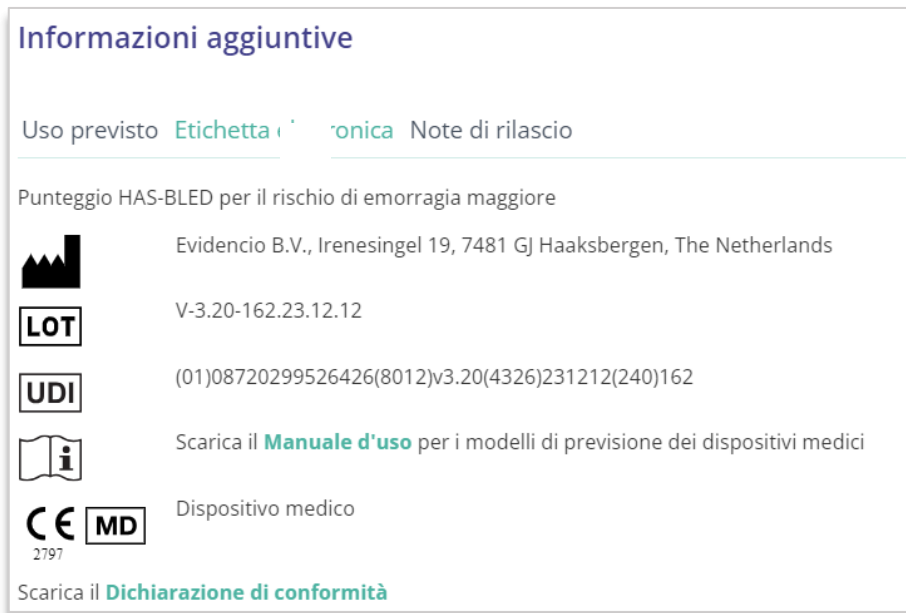 Informazioni aggiuntive
Uso previsto Etichetta Note di rilascio
Punteggio HAS-BLED per il rischio di emorragia maggiore
Evidencio B.V., Irenesingel 19, 7481 GJ Haaksbergen, The Netherlands
LOT V-3.20-162.23.12.12
UDI (01)08720299526426(8012)v3.20(4326)231212(240)162
Scarica il Manuale d'uso per i modelli di previsione dei dispositivi medici
CE MD Dispositivo medico
2797
Scarica il Dichiarazione di conformità